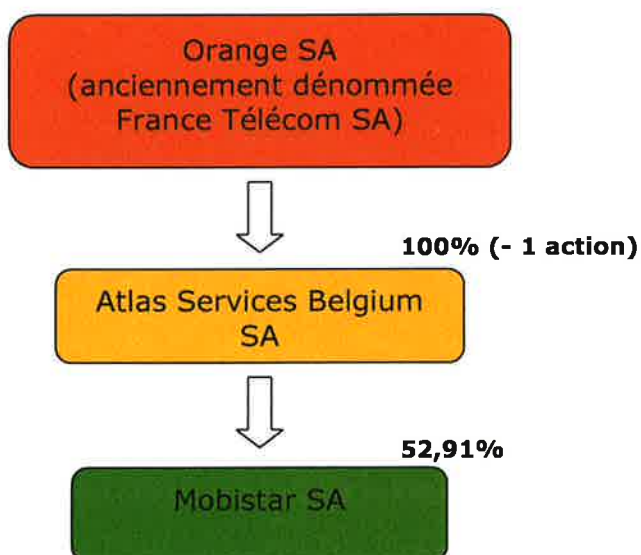 Orange SA
(anciennement dénommée
France Télécom SA)
100% (- 1 action)
Atlas Services Belgium
SA
52,91%
Mobistar SA